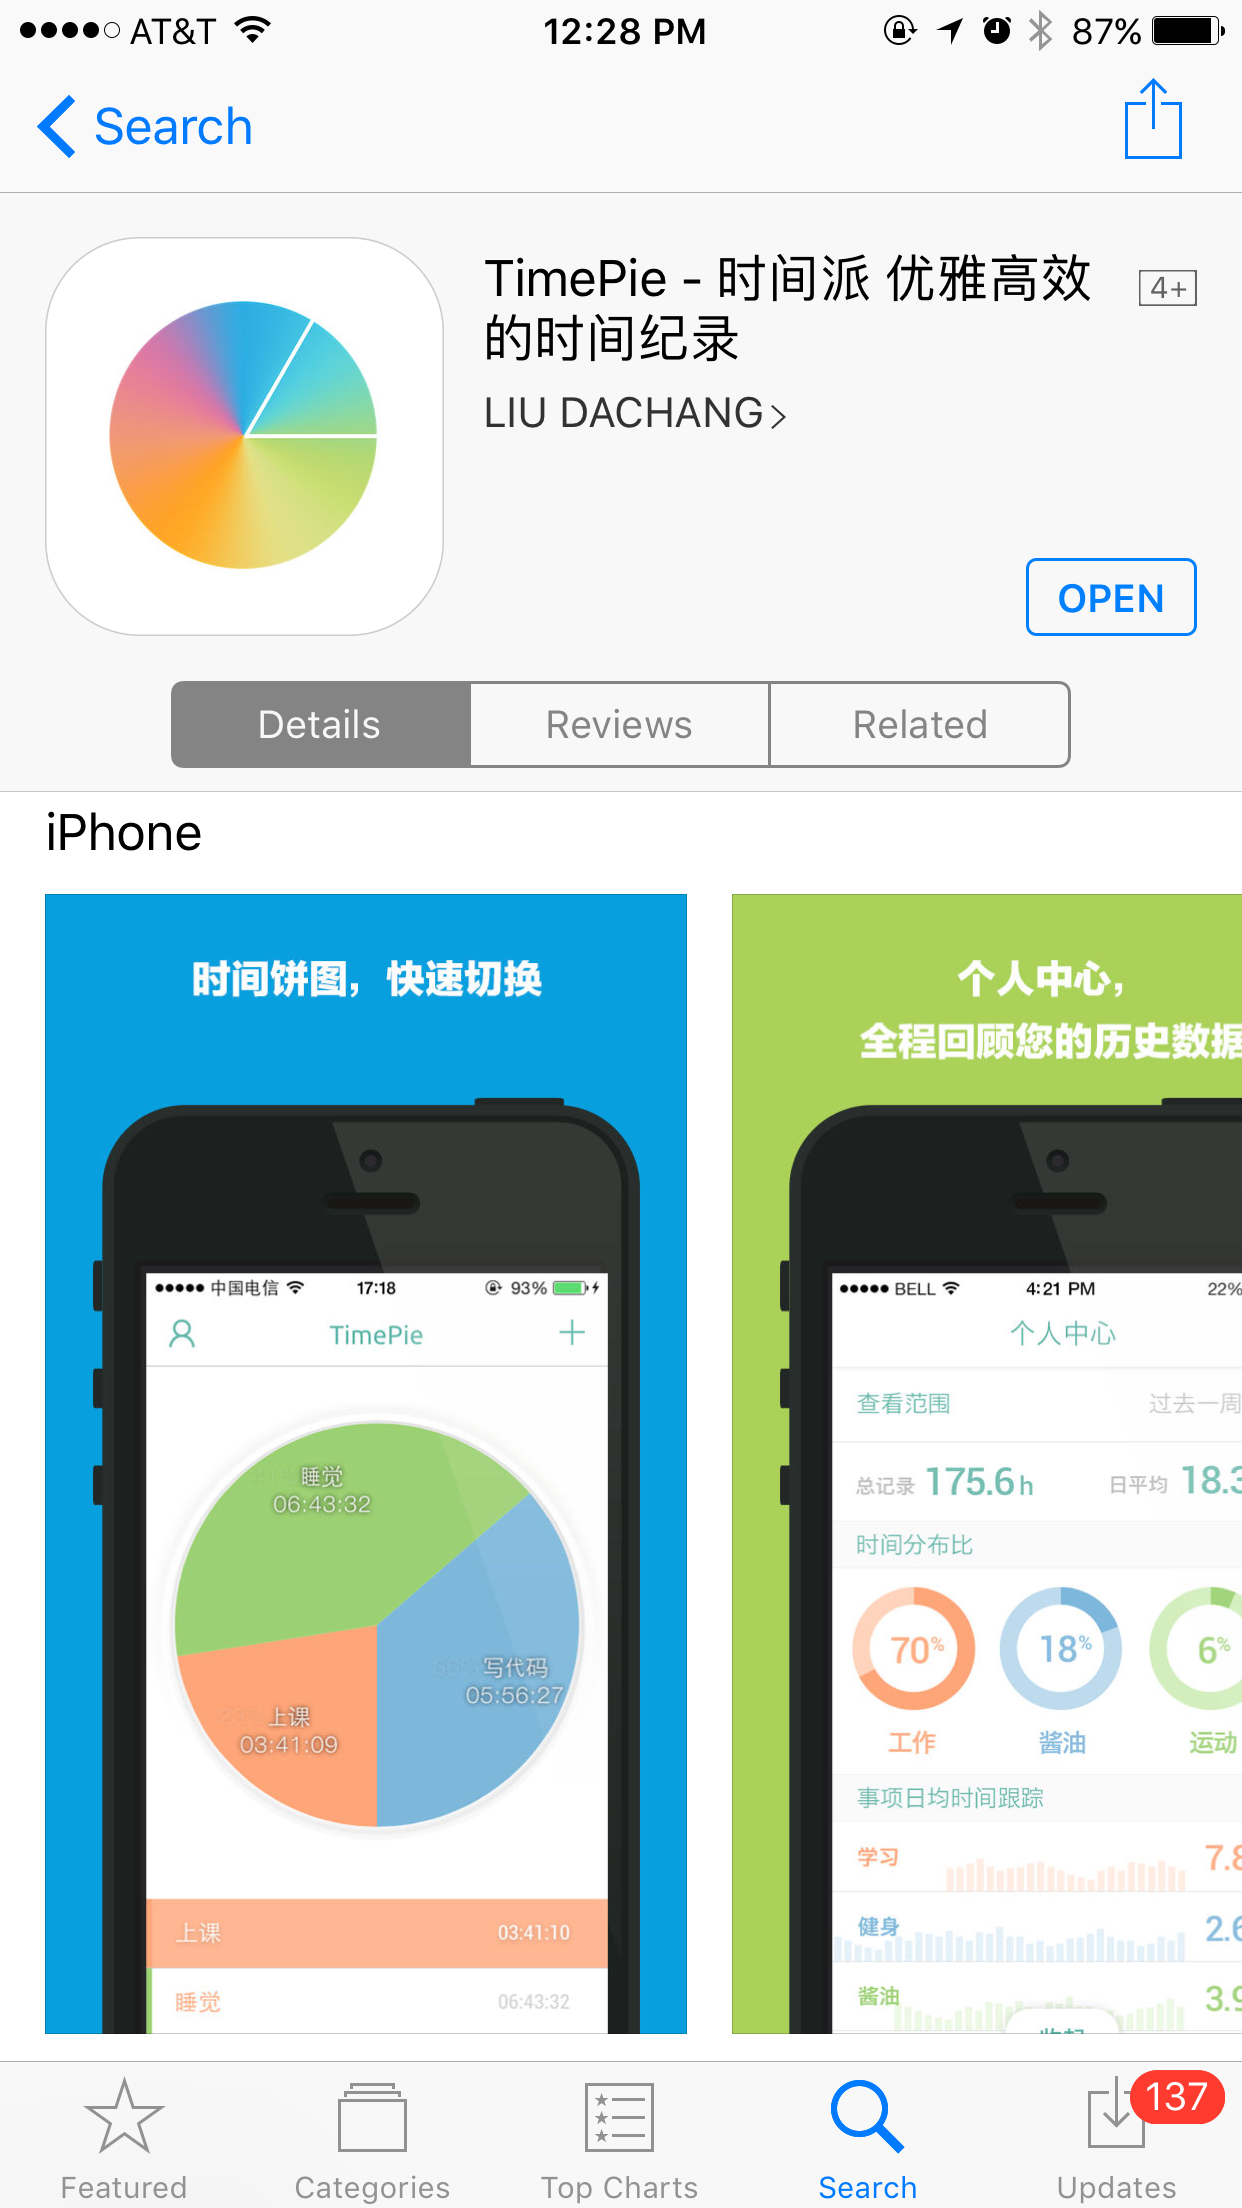 AT&T 12:28 PM 87%
Search
TimePie - 时间派 优雅高效
的时间纪录
4+
LIU DACHANG
OPEN
Details Reviews Related
iPhone
时间饼图，快速切换
中国电信 17:18 93%
TimePie
睡觉
06:43:32
写代码
05:56:27
上课
03:41:09
上课 03:41:10
睡觉 06:43:32
个人中心，
全程回顾您的历史数据
BELL 4:21 PM 22%
个人中心
查看范围 过去一周
总记录 175.6 h 日平均 18.3
时间分布比
70% 18% 6%
工作 酱油 运动
事项日均时间跟踪
学习 7.8
健身 2.6
酱油 3.9
Featured Categories Top Charts Search Updates
137